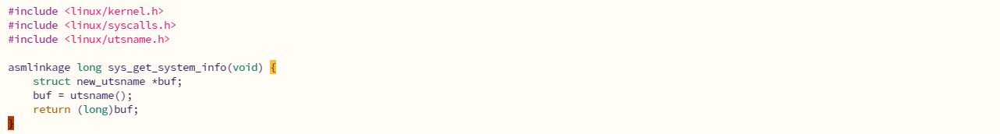 #include <linux/kernel.h>
#include <linux/syscalls.h>
#include <linux/utsname.h>

asmlinkage long sys_get_system_info(void) {
    struct new_utsname *buf;
    buf = utsname();
    return (long)buf;
}